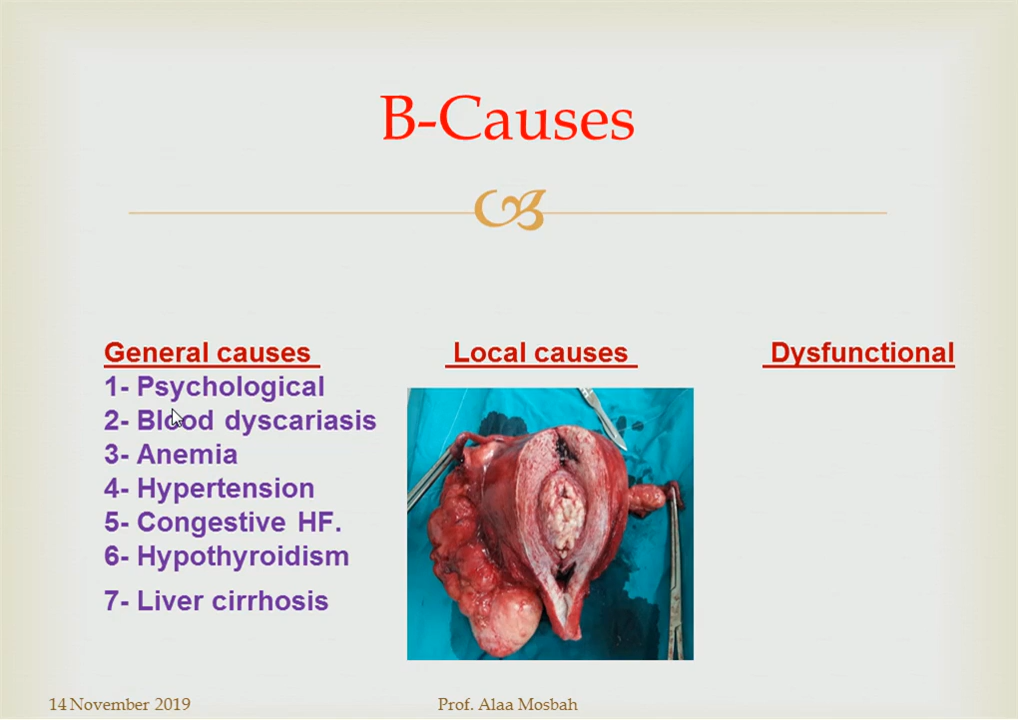 B-Causes
General causes
Local causes
Dysfunctional
1- Psychological
2- Blood dyscariasis
3- Anemia
4- Hypertension
5- Congestive HF.
6- Hypothyroidism
7- Liver cirrhosis
14 November 2019
Prof. Alaa Mosbah